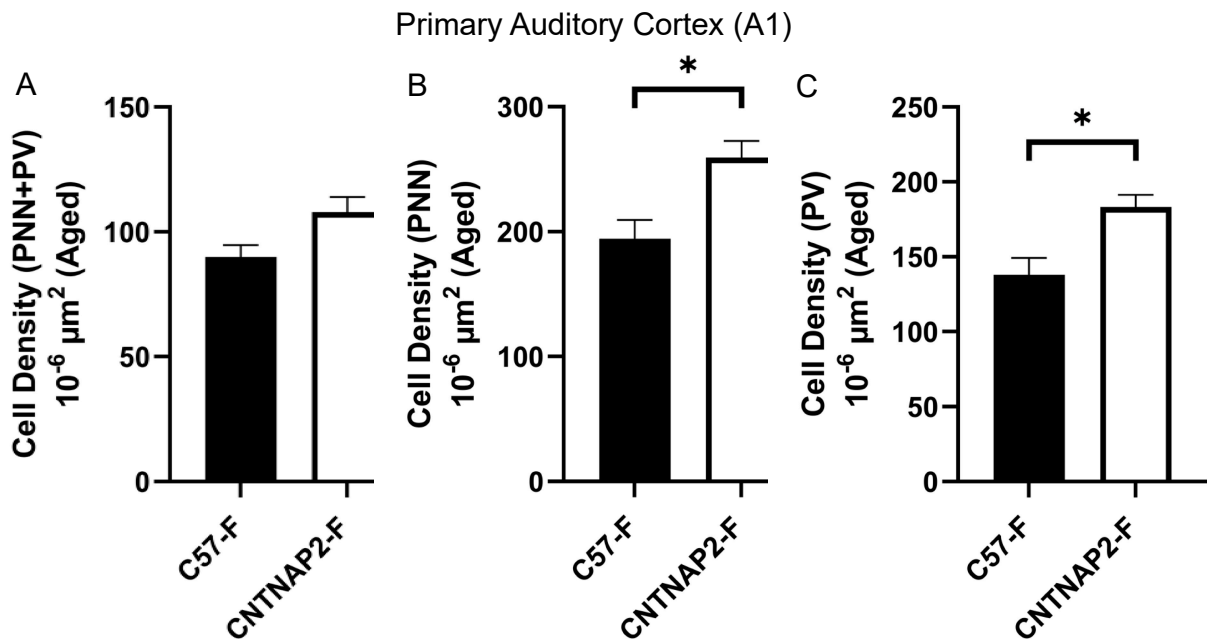 Primary Auditory Cortex (A1)
A
Cell Density (PNN+PV)
10⁻⁶ µm² (Aged)
150
100
50
0
C57-F
CNTNAP2-F
B
*
Cell Density (PNN)
10⁻⁶ µm² (Aged)
300
200
100
0
C57-F
CNTNAP2-F
C
*
Cell Density (PV)
10⁻⁶ µm² (Aged)
250
200
150
100
50
0
C57-F
CNTNAP2-F